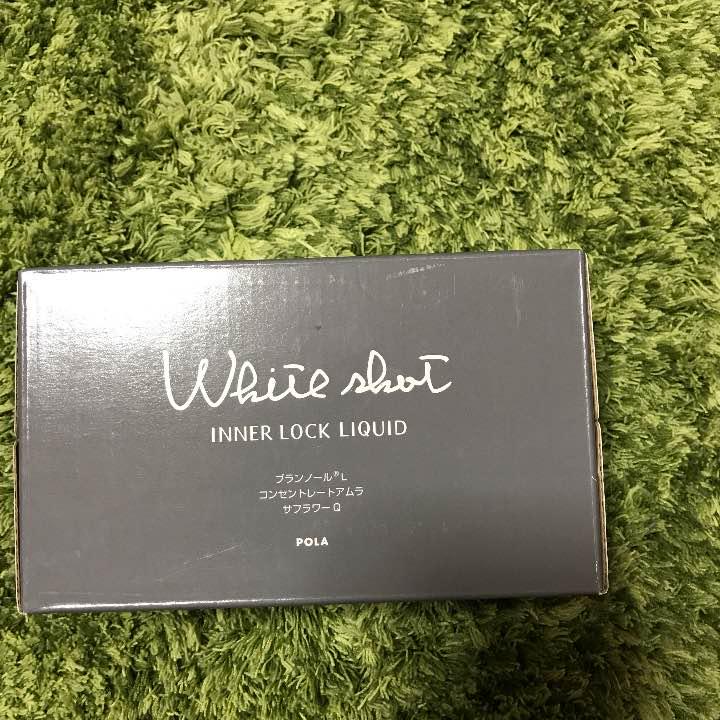 White shot
INNER LOCK LIQUID
ブランノール®L
コンセントレートアムラ
サフラワーQ
POLA